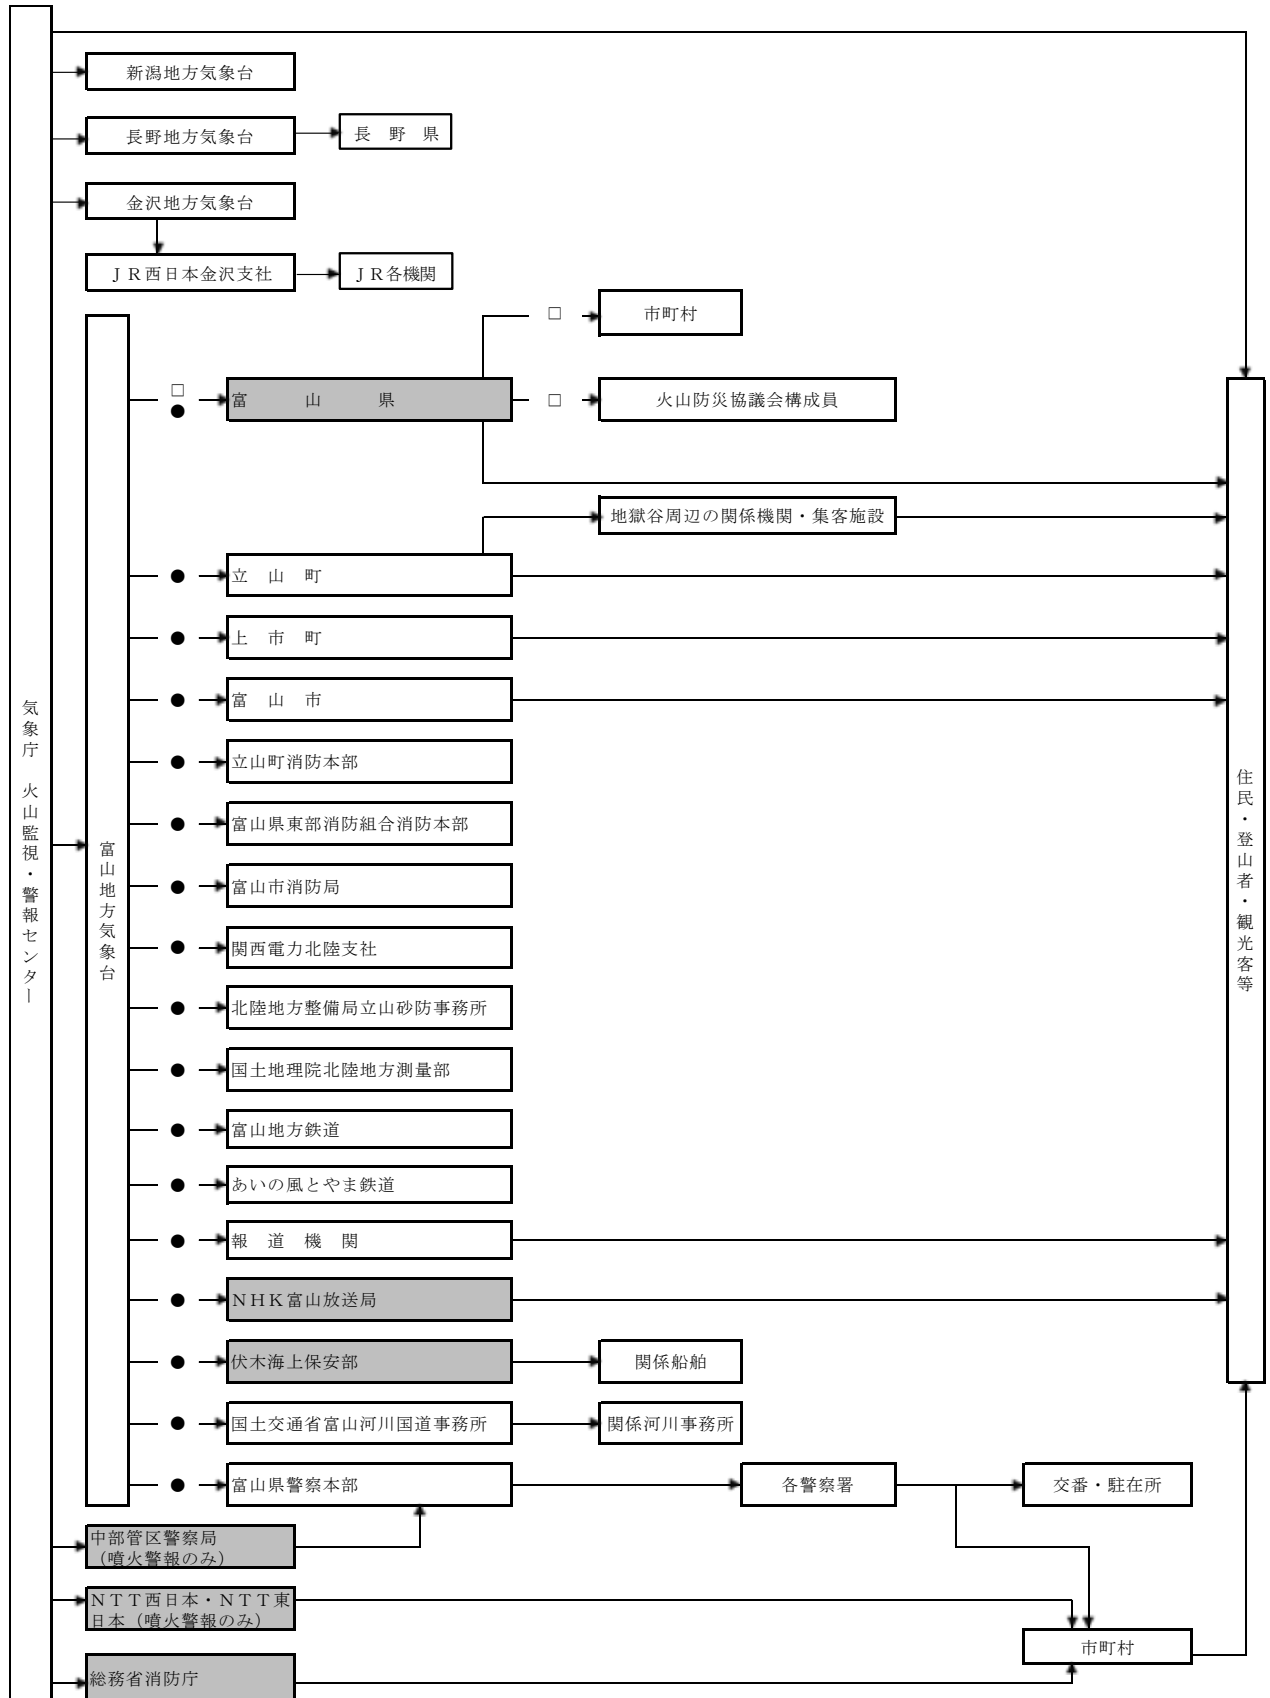 気象庁　火山監視・警報センター
新潟地方気象台
長野地方気象台
長　野　県
金沢地方気象台
ＪＲ西日本金沢支社
ＪＲ各機関
富山地方気象台
市町村
□
□
●
富　　　山　　　県
□
火山防災協議会構成員
地獄谷周辺の関係機関・集客施設
●
立　山　町
●
上　市　町
●
富　山　市
●
立山町消防本部
●
富山県東部消防組合消防本部
●
富山市消防局
●
関西電力北陸支社
●
北陸地方整備局立山砂防事務所
●
国土地理院北陸地方測量部
●
富山地方鉄道
●
あいの風とやま鉄道
●
報　道　機　関
●
ＮＨＫ富山放送局
●
伏木海上保安部
関係船舶
●
国土交通省富山河川国道事務所
関係河川事務所
●
富山県警察本部
各警察署
交番・駐在所
住民・登山者・観光客等
中部管区警察局
（噴火警報のみ）
ＮＴＴ西日本・ＮＴＴ東
日本（噴火警報のみ）
市町村
総務省消防庁